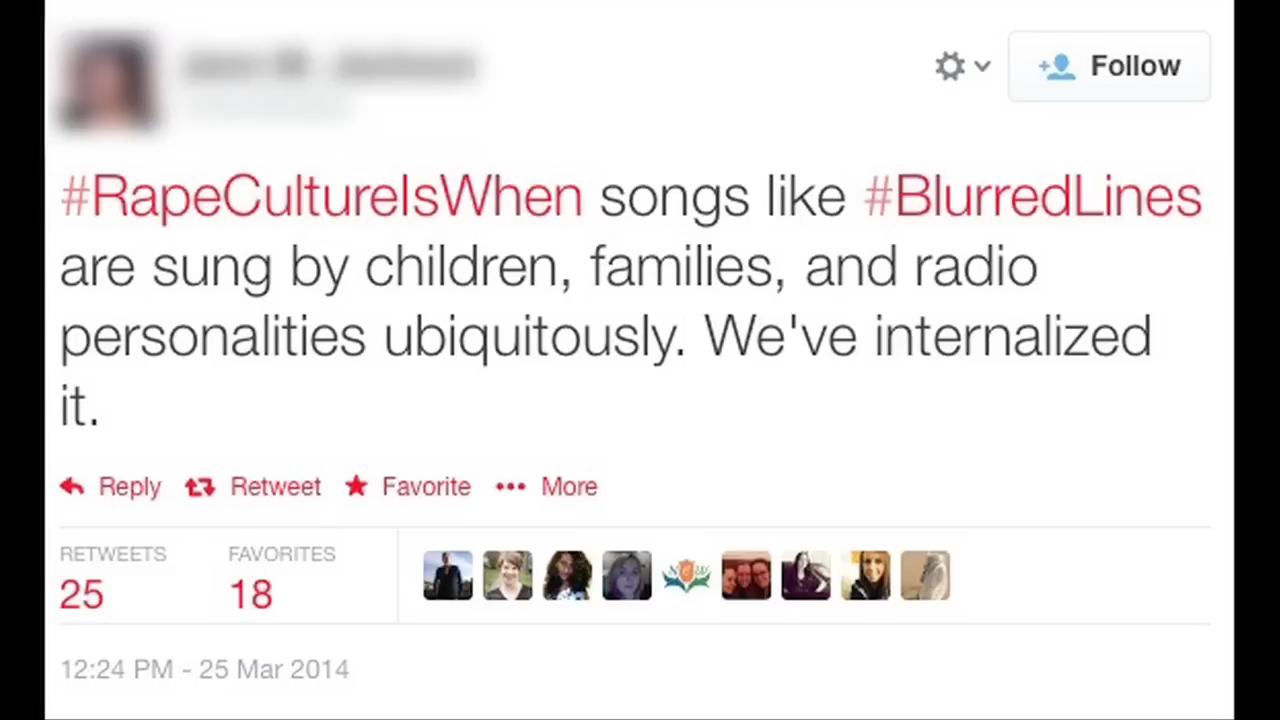 Follow
#RapeCultureIsWhen songs like #BlurredLines
are sung by children, families, and radio
personalities ubiquitously. We've internalized
it.
Reply Retweet Favorite More
RETWEETS FAVORITES
25 18
12:24 PM - 25 Mar 2014